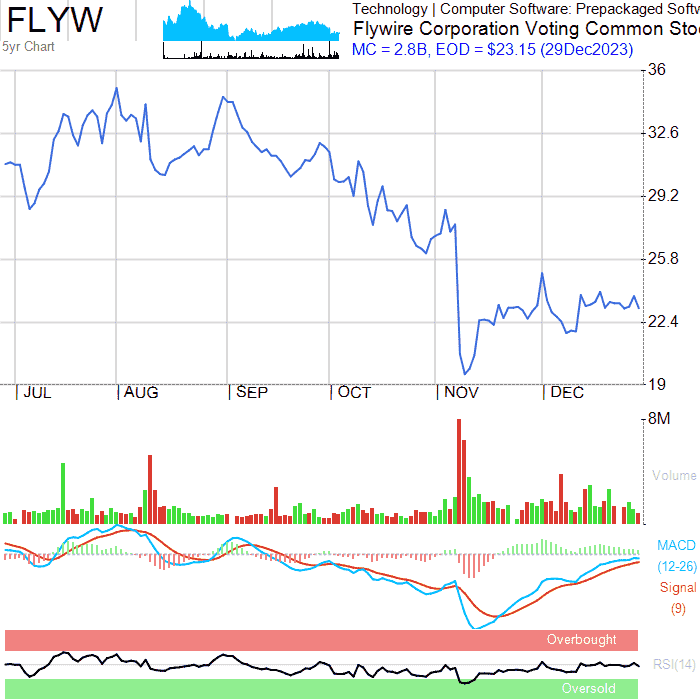 FLYW
5yr Chart
Technology | Computer Software: Prepackaged Softw
Flywire Corporation Voting Common Sto
MC = 2.8B, EOD = $23.15 (29Dec2023)
36
32.6
29.2
25.8
22.4
19
JUL AUG SEP OCT NOV DEC
8M
Volume
MACD
(12-26)
Signal
(9)
Overbought
RSI(14)
Oversold